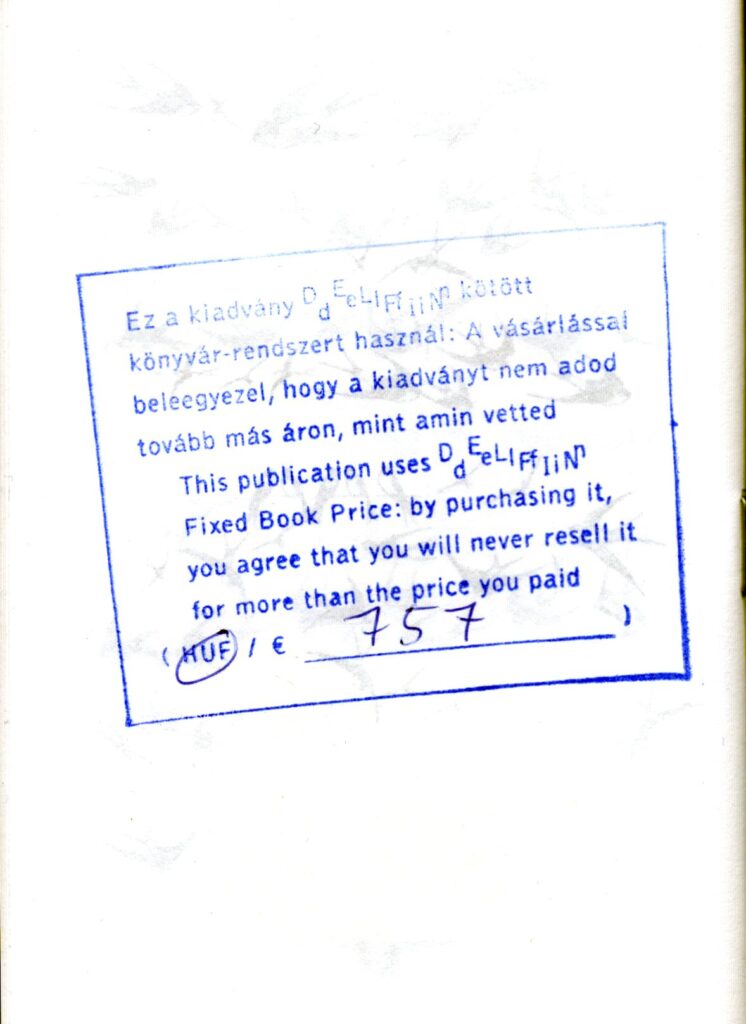 Ez a kiadvány DdEeLIFfIiNn kötött
könyvár-rendszert használ: A vásárlással
beleegyezel, hogy a kiadványt nem adod
tovább más áron, mint amin vetted
This publication uses DdEeLIFfIiNn
Fixed Book Price: by purchasing it,
you agree that you will never resell it
for more than the price you paid
(HUF / € 757)